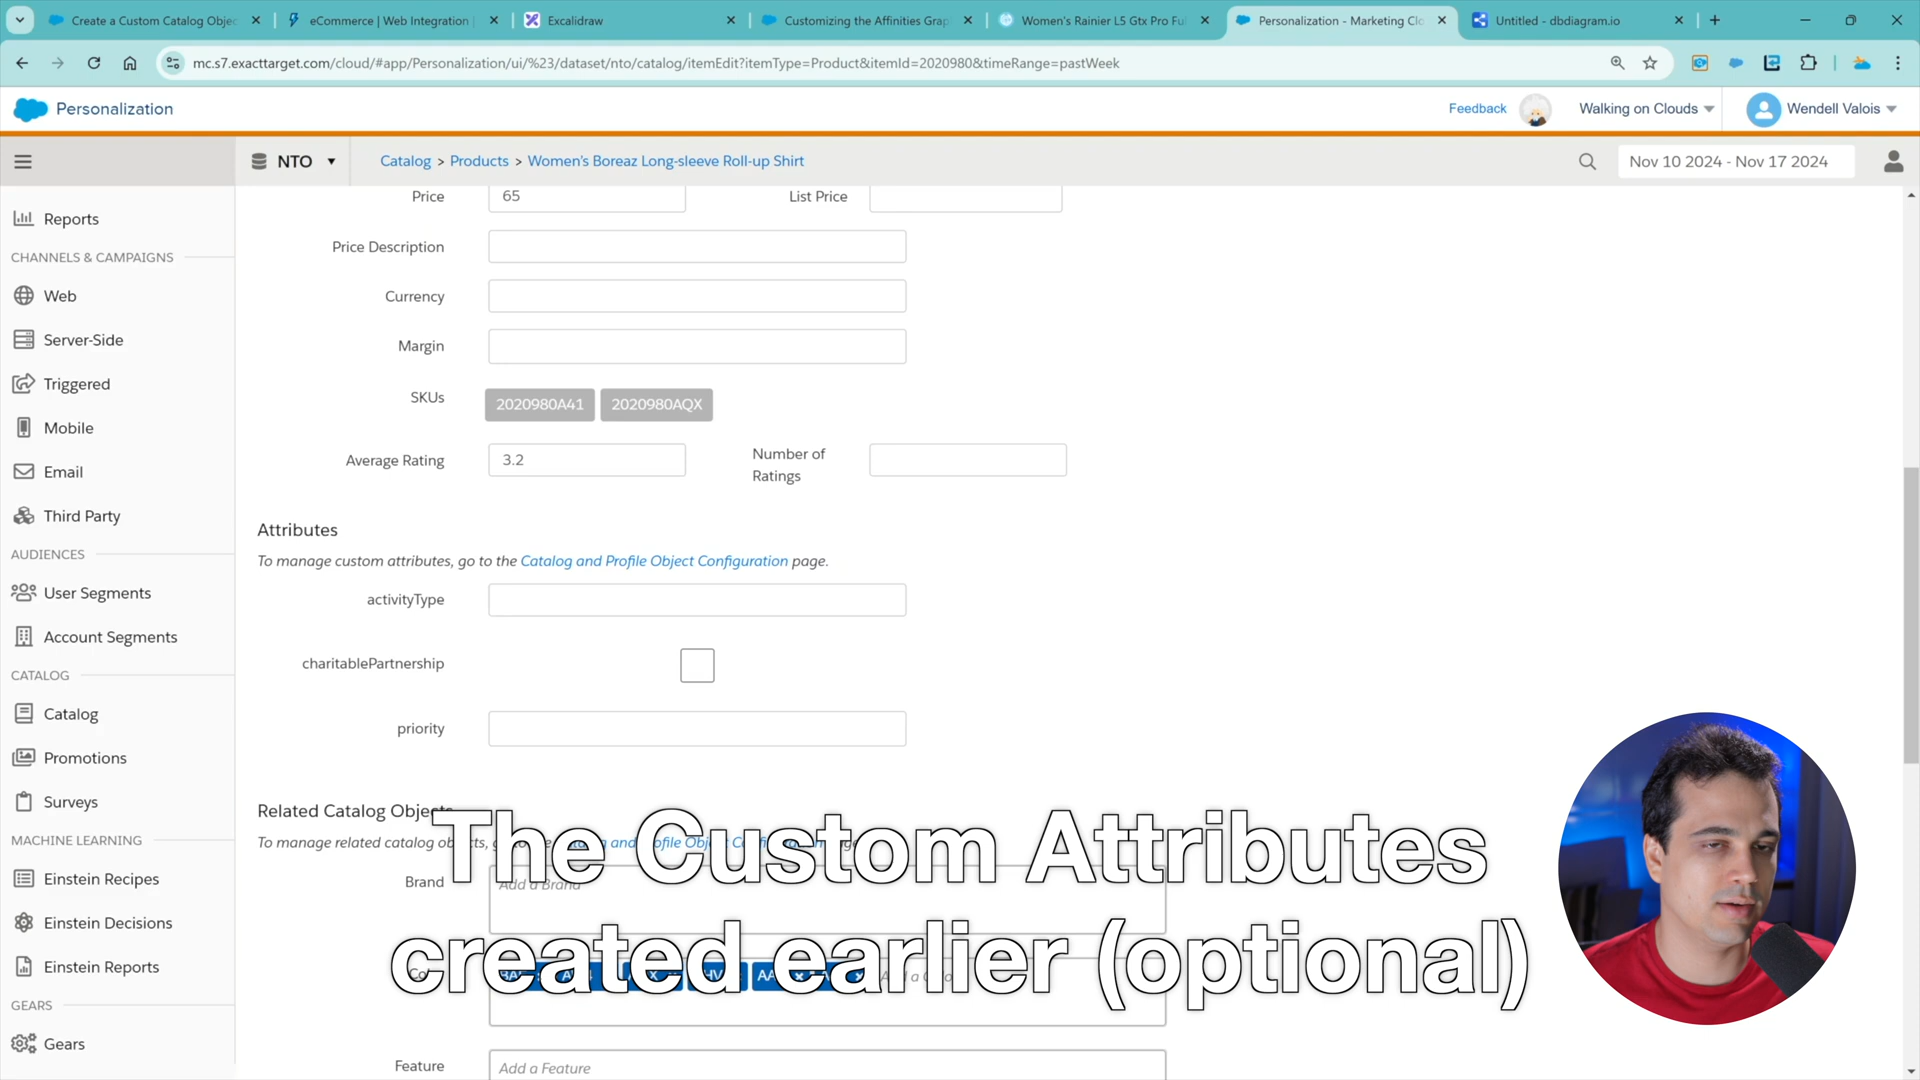 Create a Custom Catalog Objec
eCommerce | Web Integration |
Excalidraw
Customizing the Affinities Grap
Women's Rainier L5 Gtx Pro Ful
Personalization - Marketing Clo
Untitled - dbdiagram.io
mc.s7.exacttarget.com/cloud/#app/Personalization/ui/%23/dataset/nto/catalog/itemEdit?itemType=Product&itemId=2020980&timeRange=pastWeek
Personalization
Feedback
Walking on Clouds
Wendell Valois
NTO
Catalog > Products > Women's Boreaz Long-sleeve Roll-up Shirt
Nov 10 2024 - Nov 17 2024
Reports
CHANNELS & CAMPAIGNS
Web
Server-Side
Triggered
Mobile
Email
Third Party
AUDIENCES
User Segments
Account Segments
CATALOG
Catalog
Promotions
Surveys
MACHINE LEARNING
Einstein Recipes
Einstein Decisions
Einstein Reports
GEARS
Gears
Price 65 List Price
Price Description
Currency
Margin
SKUs 2020980A41 2020980AQX
Average Rating 3.2 Number of
Ratings
Attributes
To manage custom attributes, go to the Catalog and Profile Object Configuration page.
activityType
charitablePartnership
priority
Related Catalog Objects
To manage related catalog
Brand Add a Brand
Feature Add a Feature
The Custom Attributes
created earlier (optional)